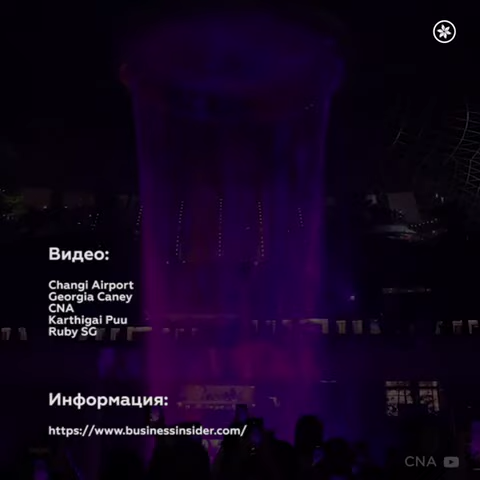 Видео:
Changi Airport
Georgia Caney
CNA
Karthigai Puu
Ruby SG
Информация:
https://www.businessinsider.com/
CNA